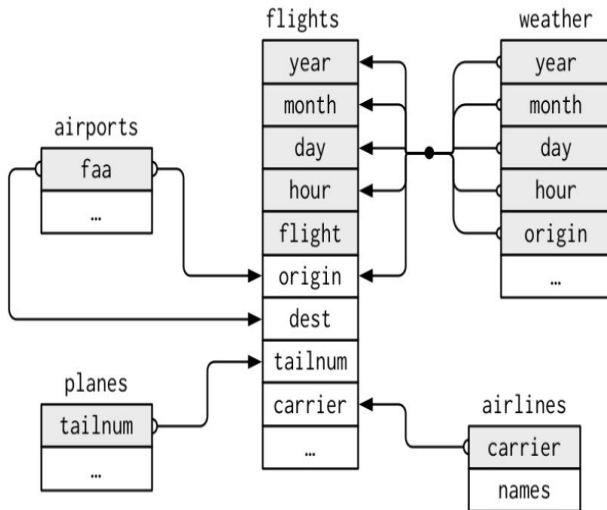 flights
year
month
day
hour
flight
origin
dest
tailnum
carrier
…
weather
year
month
day
hour
origin
…
airports
faa
…
planes
tailnum
…
airlines
carrier
names